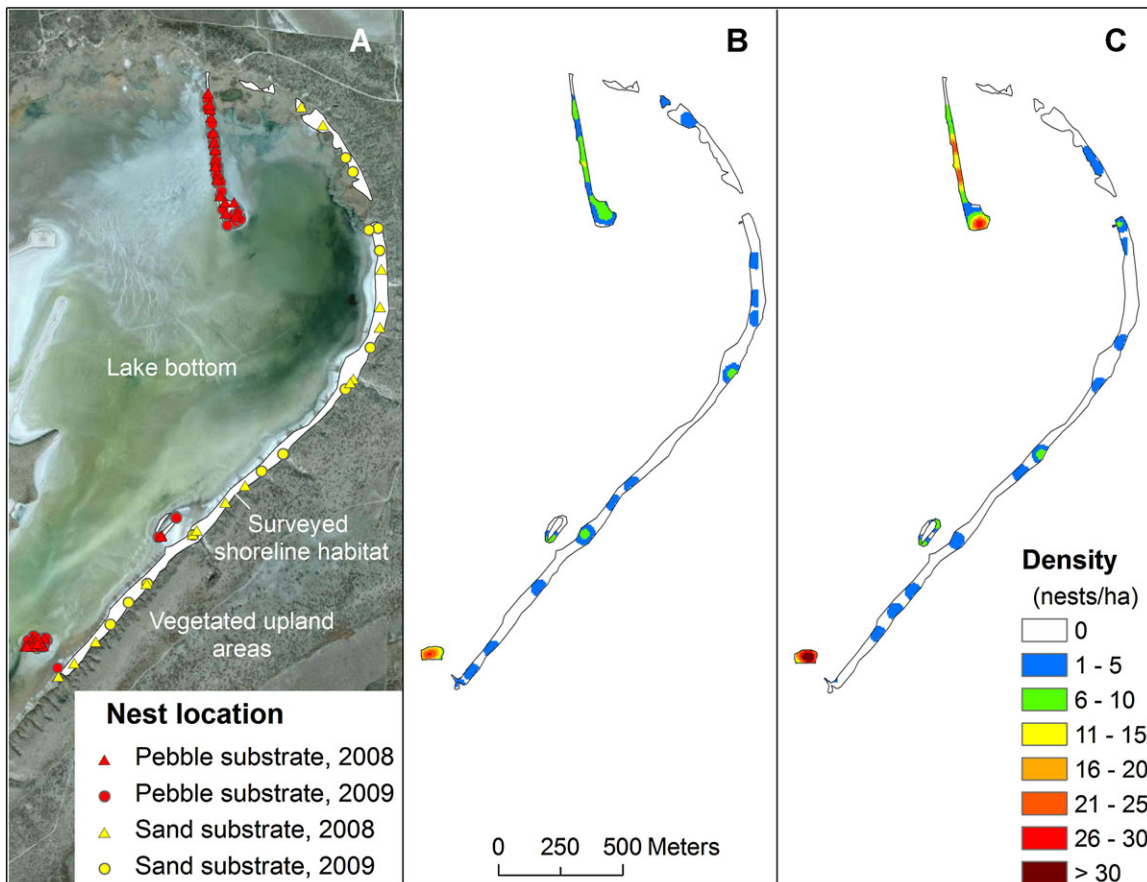 A
B
C
Lake bottom
Surveyed
shoreline habitat
Vegetated upland
areas
Nest location
Pebble substrate, 2008
Pebble substrate, 2009
Sand substrate, 2008
Sand substrate, 2009
0 250 500 Meters
Density
(nests/ha)
0
1 - 5
6 - 10
11 - 15
16 - 20
21 - 25
26 - 30
> 30